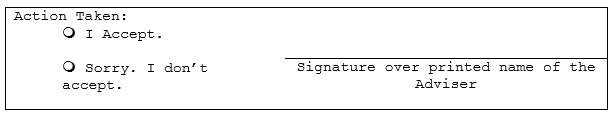 Action Taken:
I Accept.
Sorry. I don't
accept.
Signature over printed name of the
Adviser